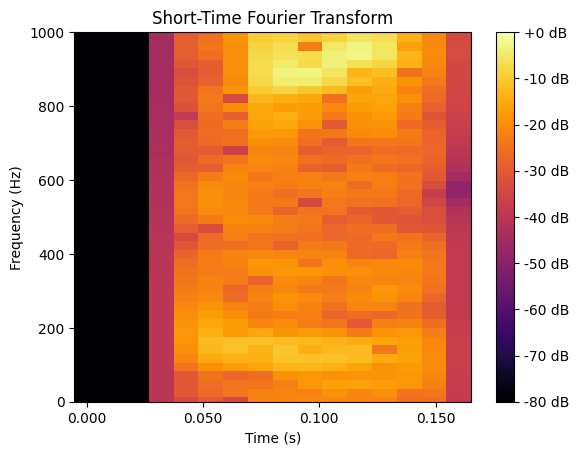 Short-Time Fourier Transform
1000
800
600
400
200
0
Frequency (Hz)
0.000
0.050
0.100
0.150
Time (s)
+0 dB
-10 dB
-20 dB
-30 dB
-40 dB
-50 dB
-60 dB
-70 dB
-80 dB